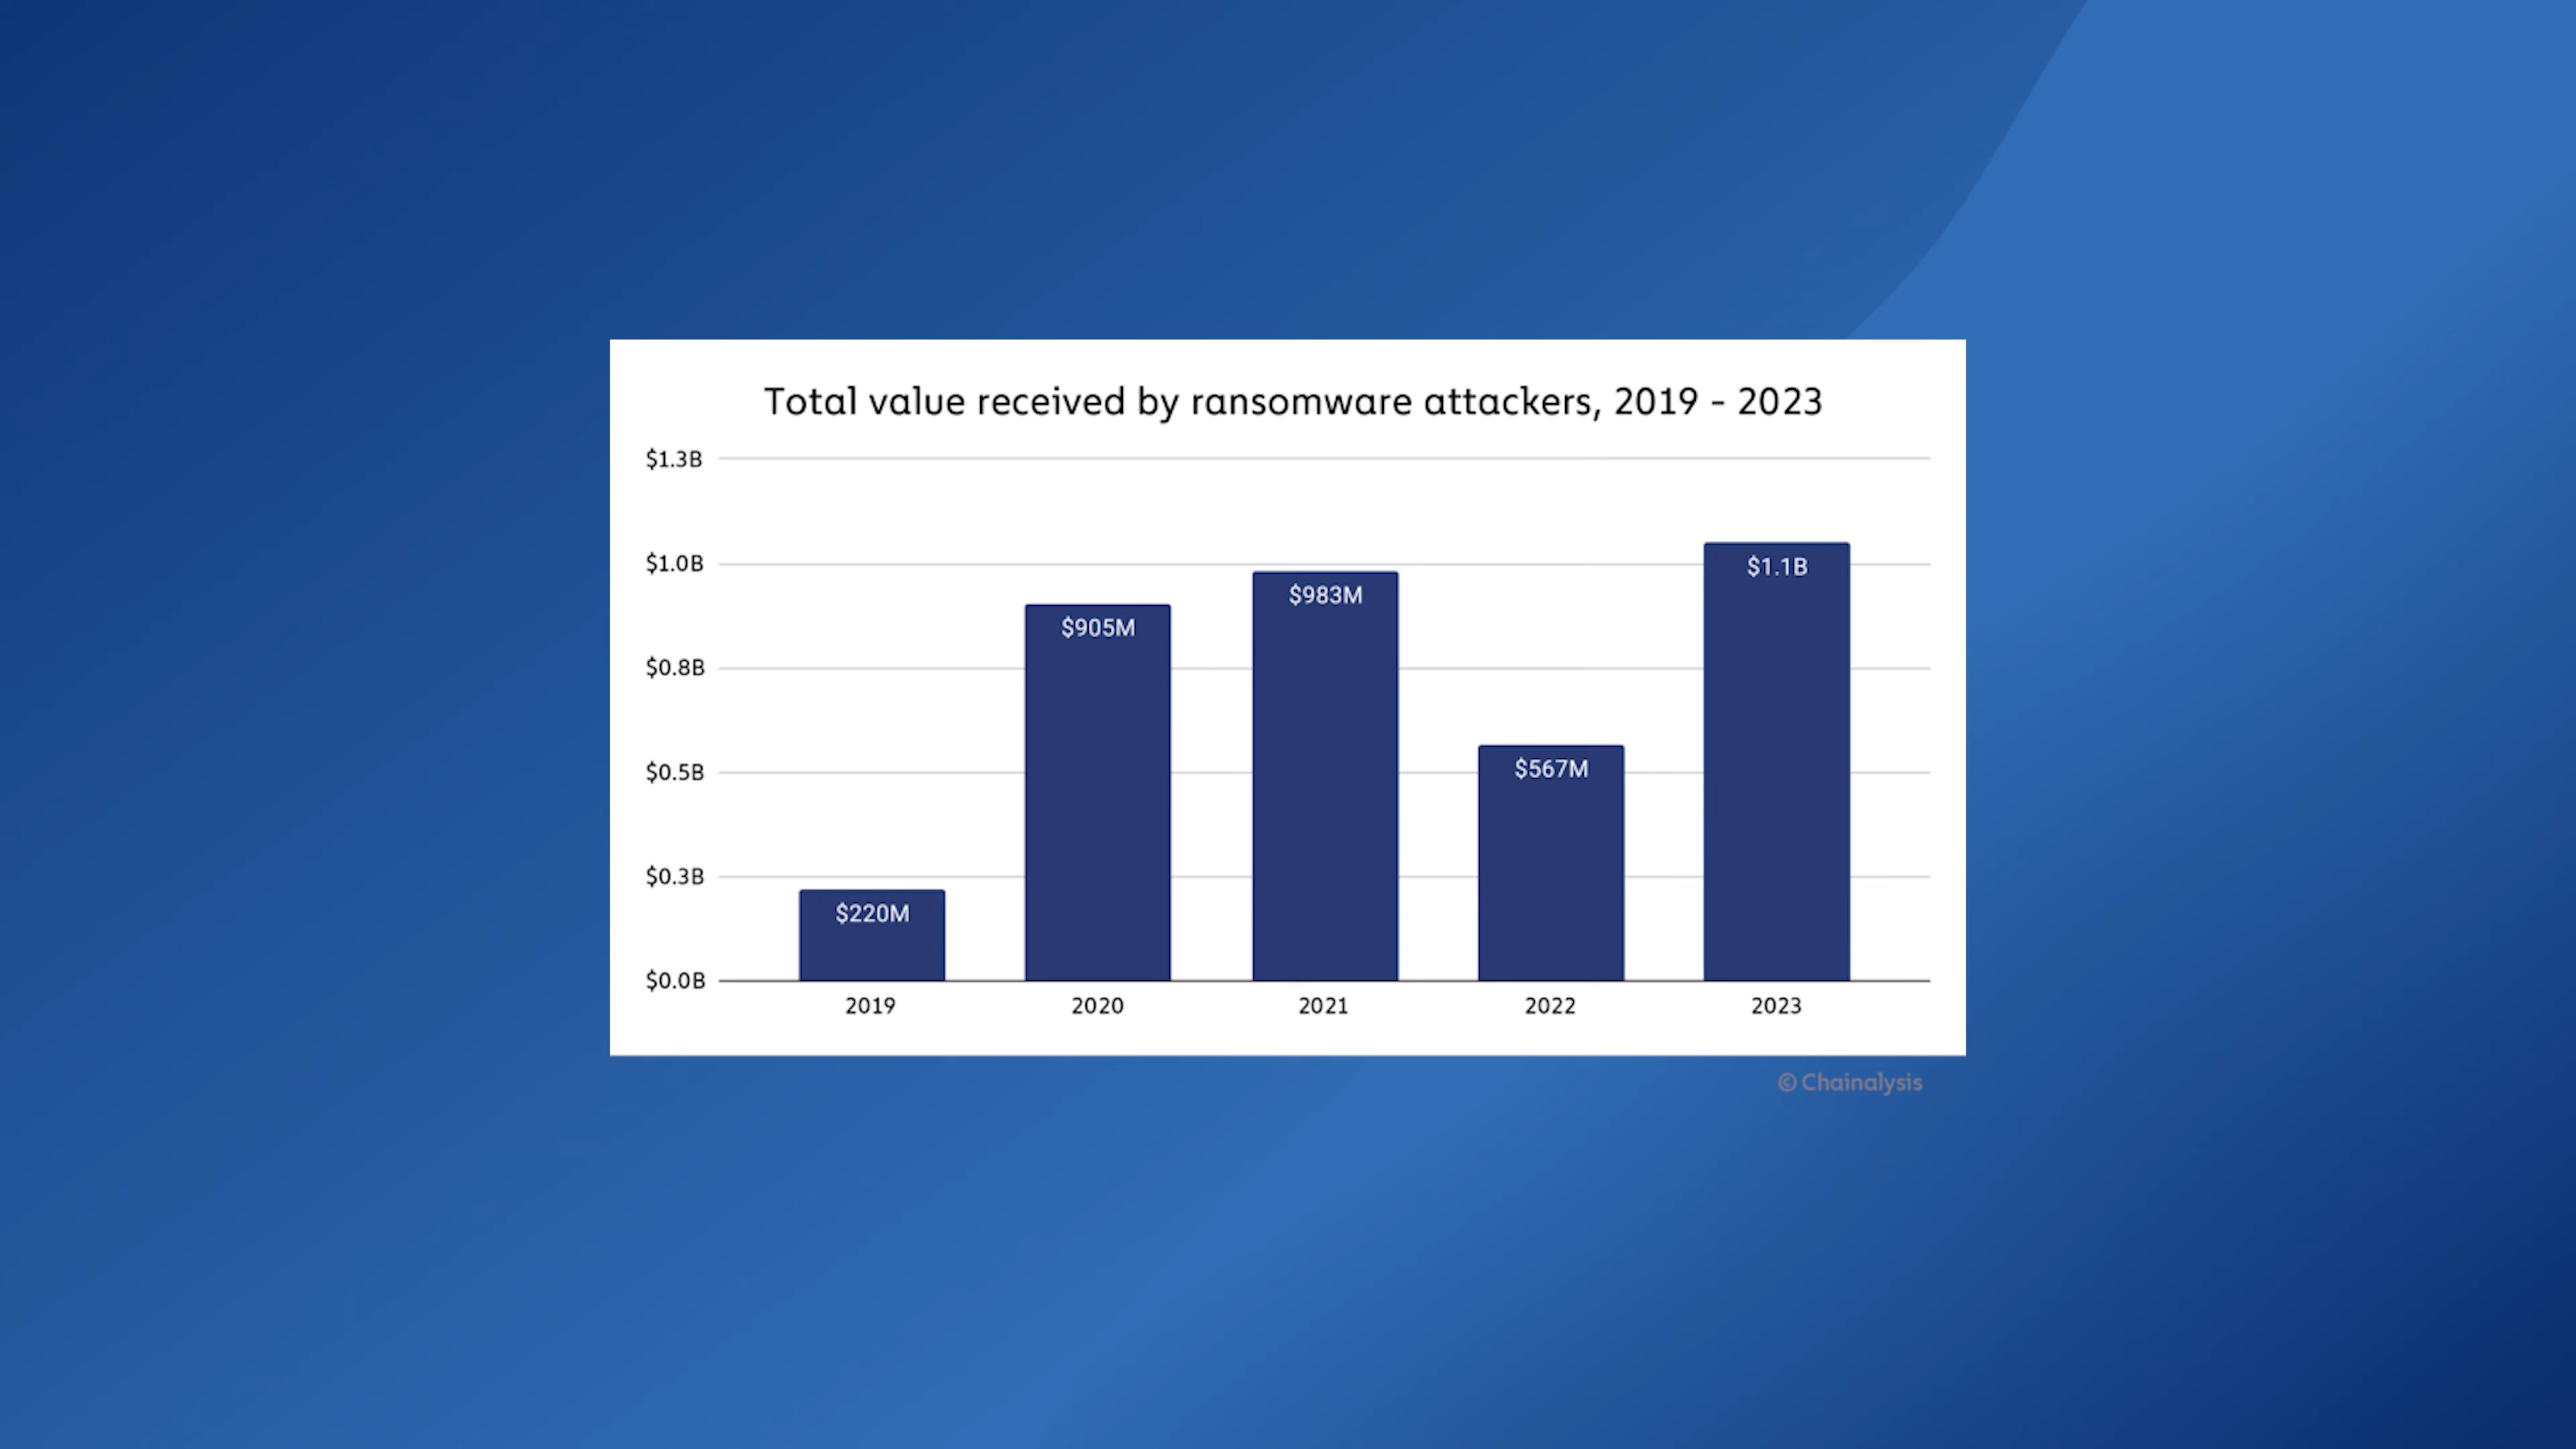 Total value received by ransomware attackers, 2019 - 2023
$1.3B
$1.0B
$0.8B
$0.5B
$0.3B
$0.0B
$220M
$905M
$983M
$567M
$1.1B
2019
2020
2021
2022
2023
© Chainalysis